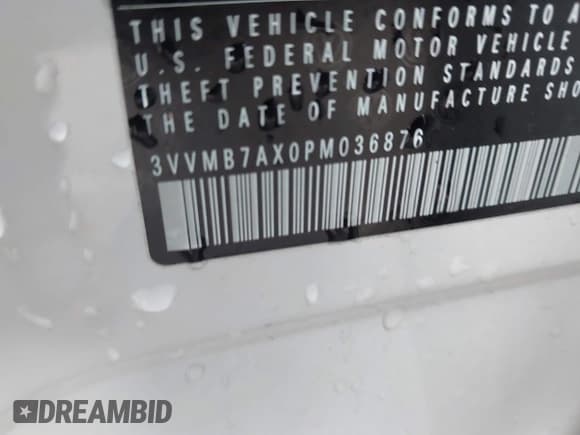 THIS VEHICLE CONFORMS TO A
U.S. FEDERAL MOTOR VEHICLE
THEFT PREVENTION STANDARDS
THE DATE OF MANUFACTURE SHO
3VVMB7AX0PM036876
DREAMBID